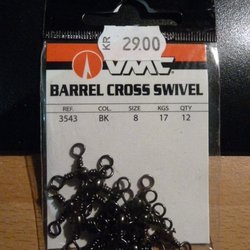 KR 29.00
VMC
BARREL CROSS SWIVEL
REF. COL. SIZE KGS QTY
3543 BK 8 17 12